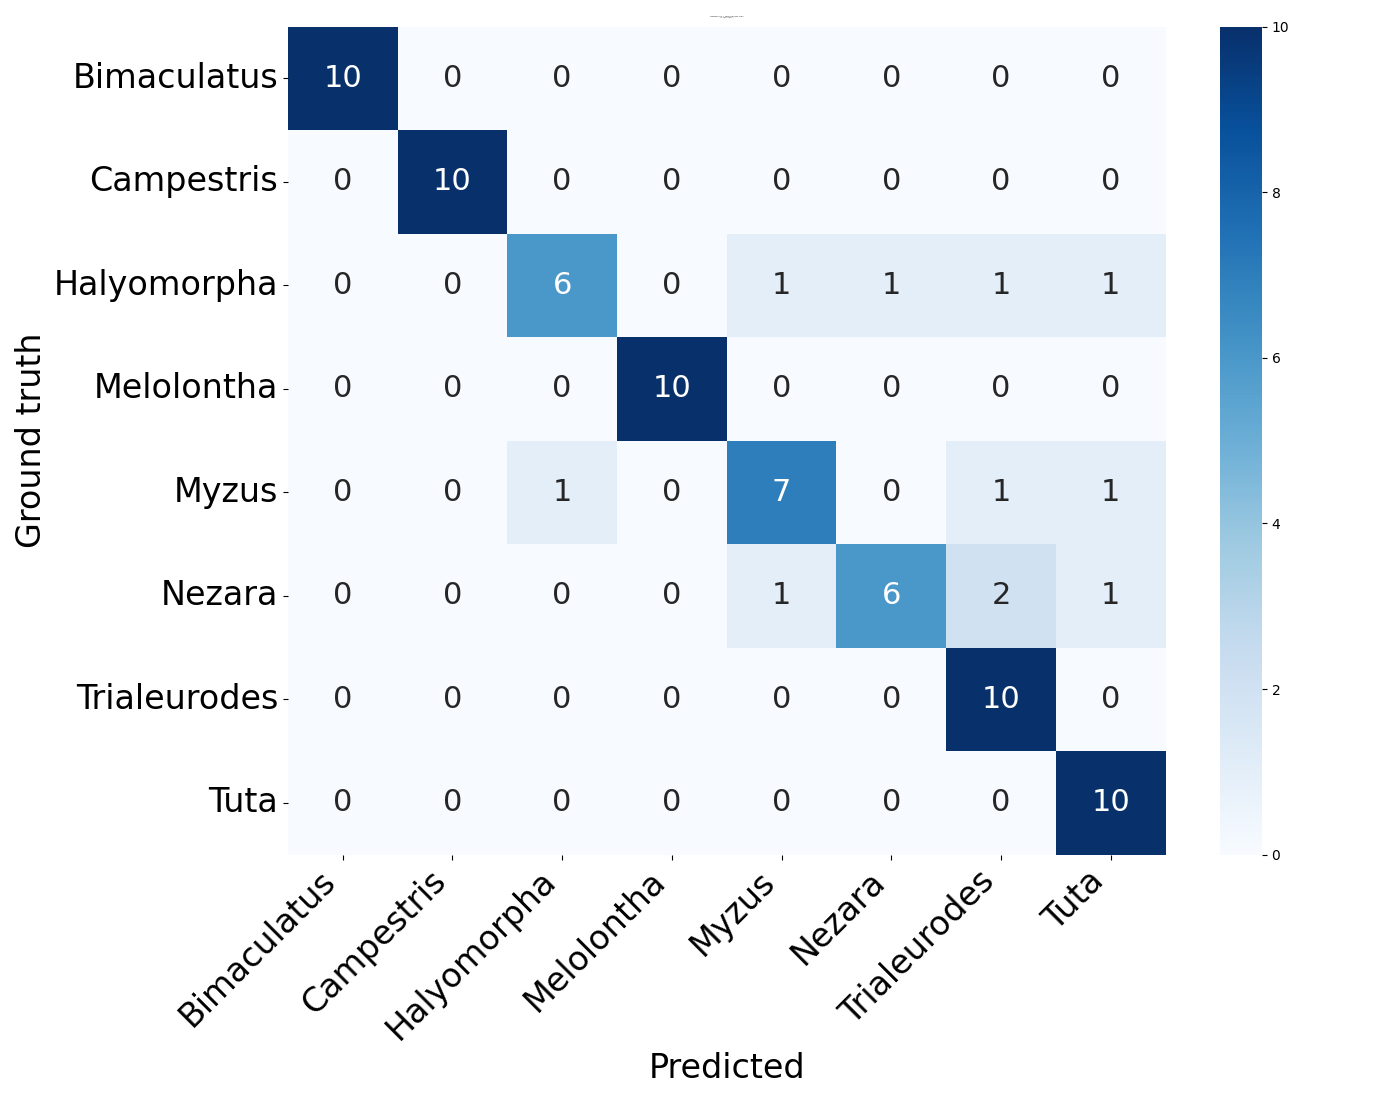 Bimaculatus 10 0 0 0 0 0 0 0
Campestris 0 10 0 0 0 0 0 0
Halyomorpha 0 0 6 0 1 1 1 1
Melolontha 0 0 0 10 0 0 0 0
Myzus 0 0 1 0 7 0 1 1
Nezara 0 0 0 0 1 6 2 1
Trialeurodes 0 0 0 0 0 0 10 0
Tuta 0 0 0 0 0 0 0 10
Ground truth
Bimaculatus Campestris Halyomorpha Melolontha Myzus Nezara Trialeurodes Tuta
Predicted
10
8
6
4
2
0